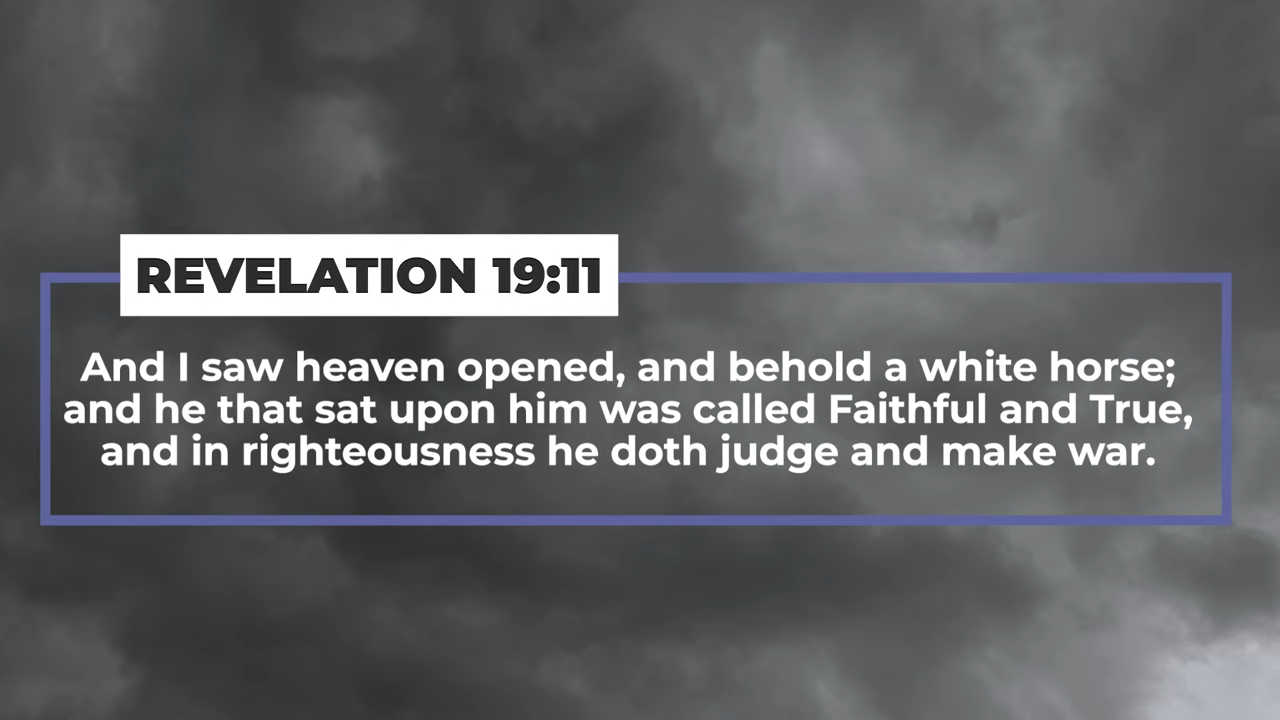 REVELATION 19:11
And I saw heaven opened, and behold a white horse;
and he that sat upon him was called Faithful and True,
and in righteousness he doth judge and make war.